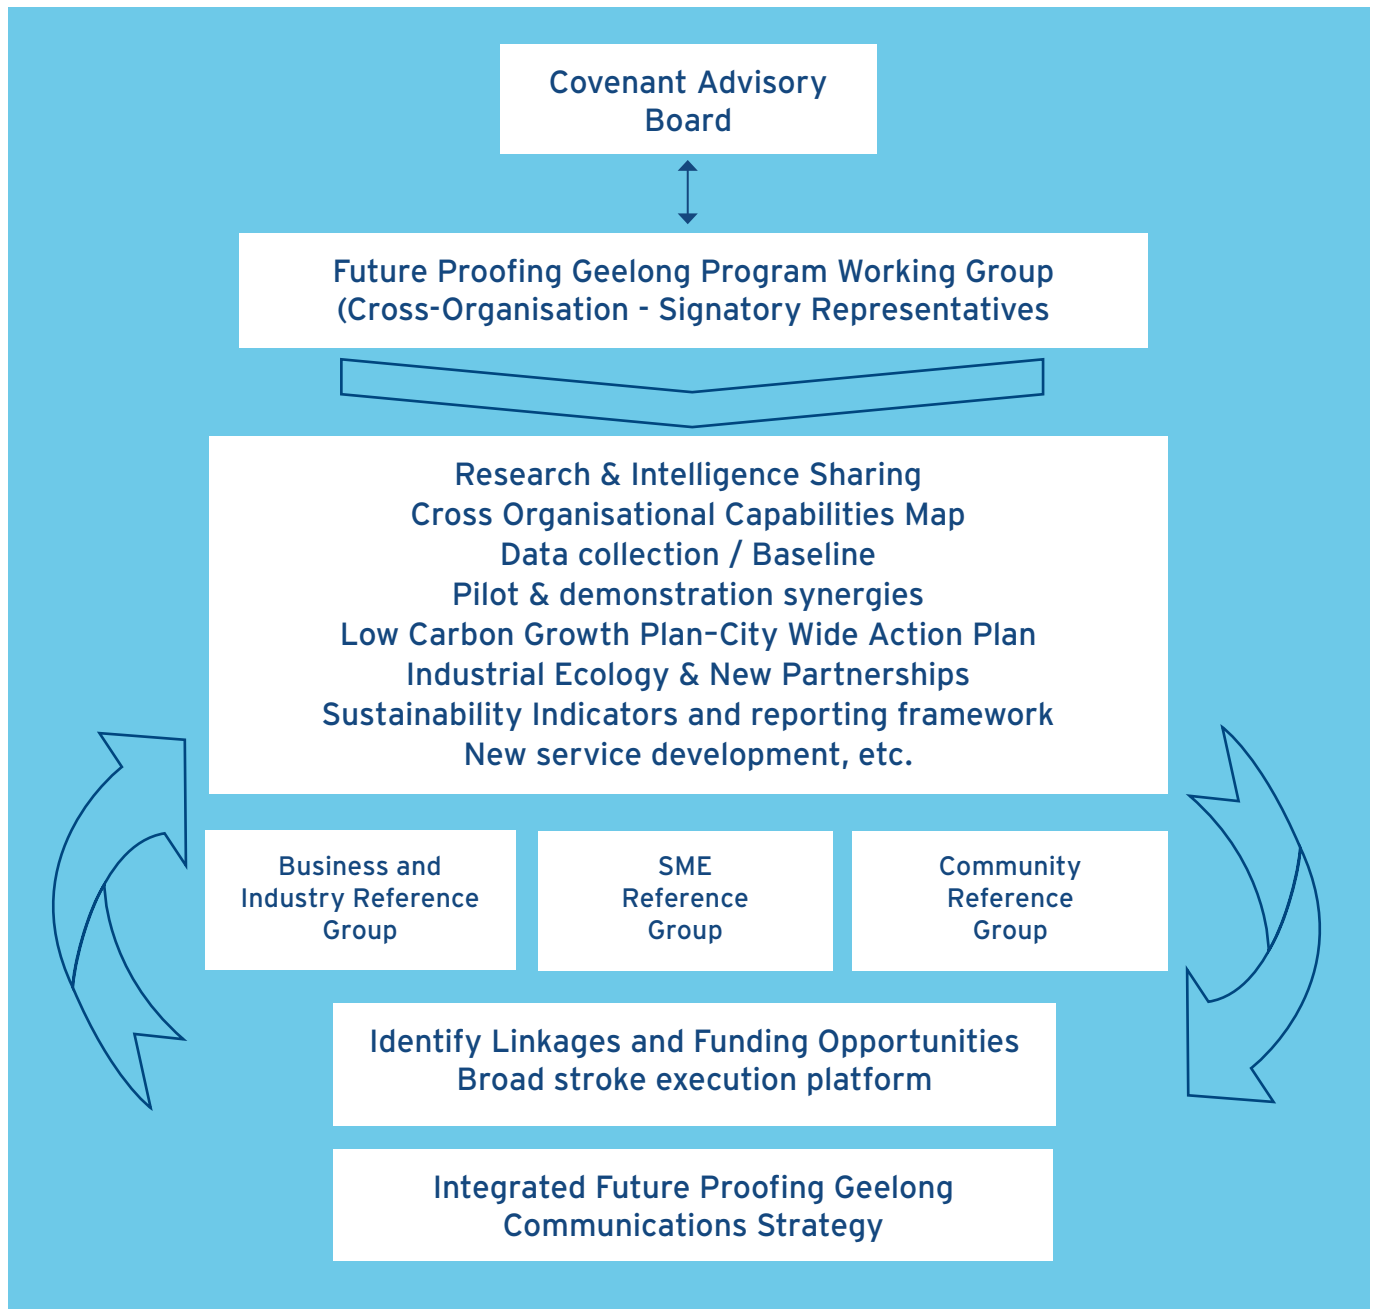 Covenant Advisory
Board
Future Proofing Geelong Program Working Group
(Cross-Organisation - Signatory Representatives
Research & Intelligence Sharing
Cross Organisational Capabilities Map
Data collection / Baseline
Pilot & demonstration synergies
Low Carbon Growth Plan–City Wide Action Plan
Industrial Ecology & New Partnerships
Sustainability Indicators and reporting framework
New service development, etc.
Business and
Industry Reference
Group
SME
Reference
Group
Community
Reference
Group
Identify Linkages and Funding Opportunities
Broad stroke execution platform
Integrated Future Proofing Geelong
Communications Strategy